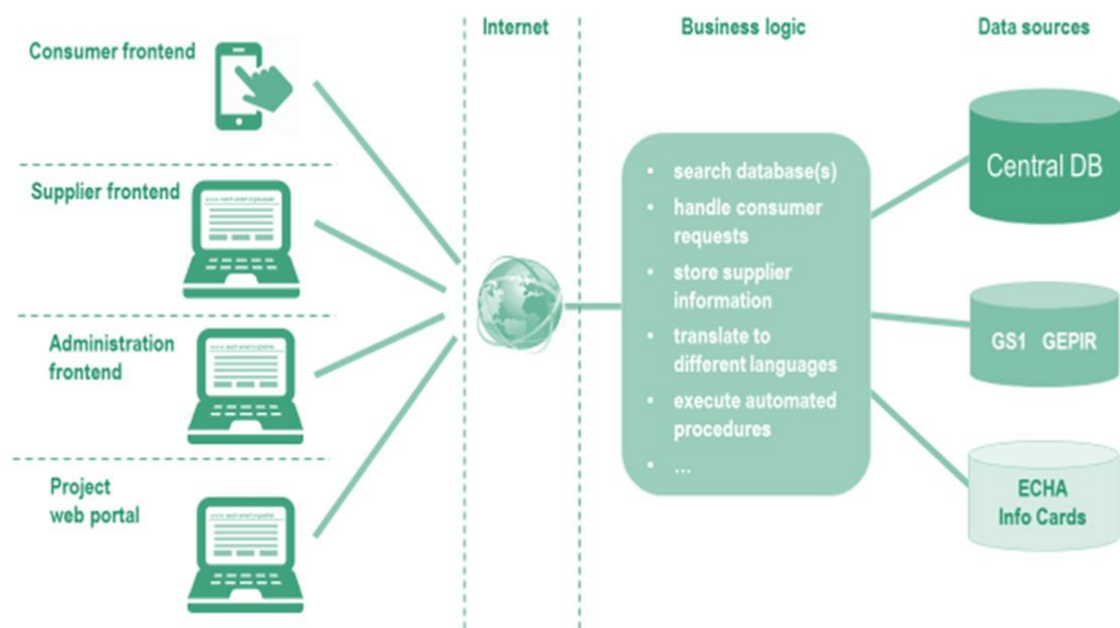 Consumer frontend
Supplier frontend
Administration
frontend
Project
web portal
Internet
Business logic
• search database(s)
• handle consumer
requests
• store supplier
information
• translate to
different languages
• execute automated
procedures
• ...
Data sources
Central DB
GS1 GEPIR
ECHA
Info Cards